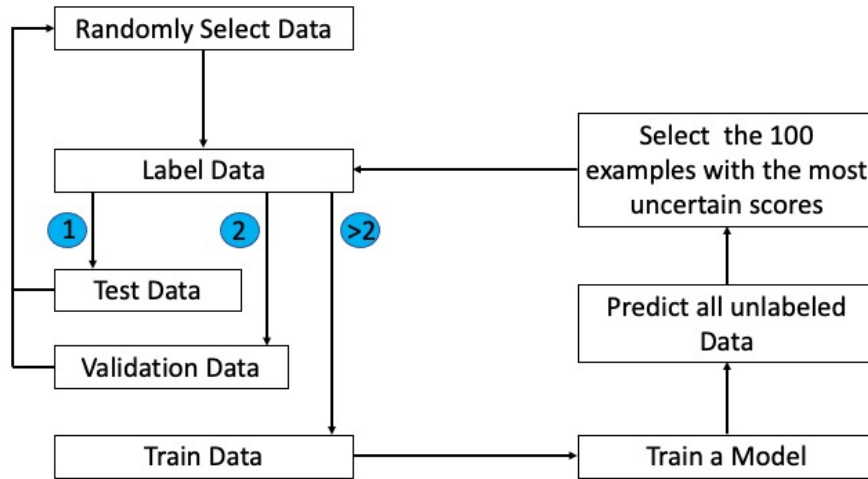 Randomly Select Data
Label Data
1
2
>2
Test Data
Validation Data
Train Data
Select the 100
examples with the most
uncertain scores
Predict all unlabeled
Data
Train a Model